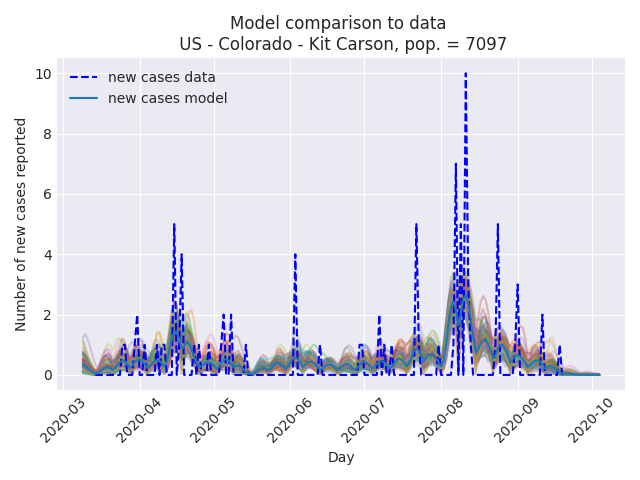 Model comparison to data
US - Colorado - Kit Carson, pop. = 7097
new cases data
new cases model
Number of new cases reported
10
8
6
4
2
0
2020-03
2020-04
2020-05
2020-06
2020-07
2020-08
2020-09
2020-10
Day